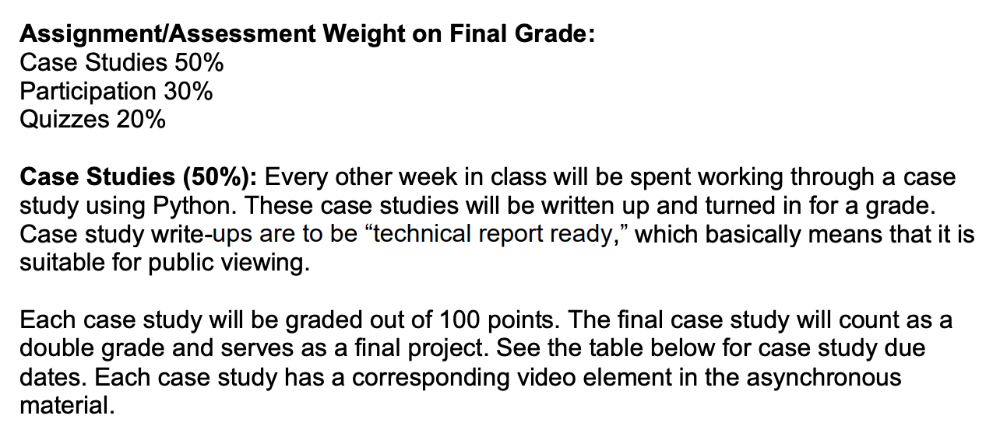 Assignment/Assessment Weight on Final Grade:
Case Studies 50%
Participation 30%
Quizzes 20%
Case Studies (50%): Every other week in class will be spent working through a case
study using Python. These case studies will be written up and turned in for a grade.
Case study write-ups are to be “technical report ready,” which basically means that it is
suitable for public viewing.
Each case study will be graded out of 100 points. The final case study will count as a
double grade and serves as a final project. See the table below for case study due
dates. Each case study has a corresponding video element in the asynchronous
material.